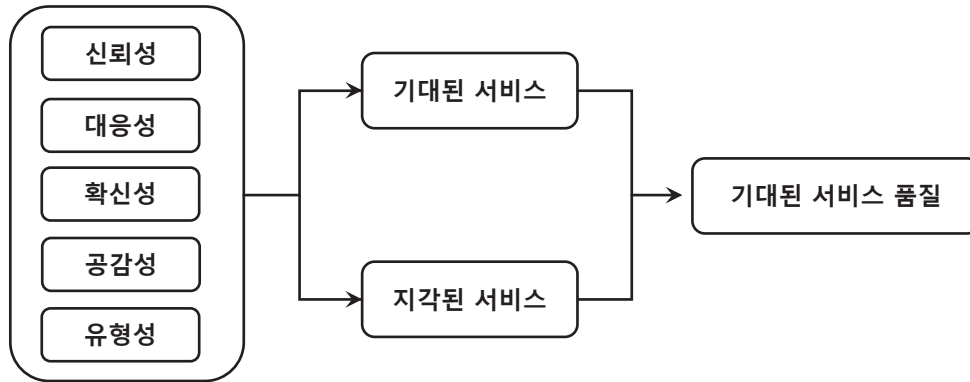 신뢰성
대응성
확신성
공감성
유형성
기대된 서비스
지각된 서비스
기대된 서비스 품질